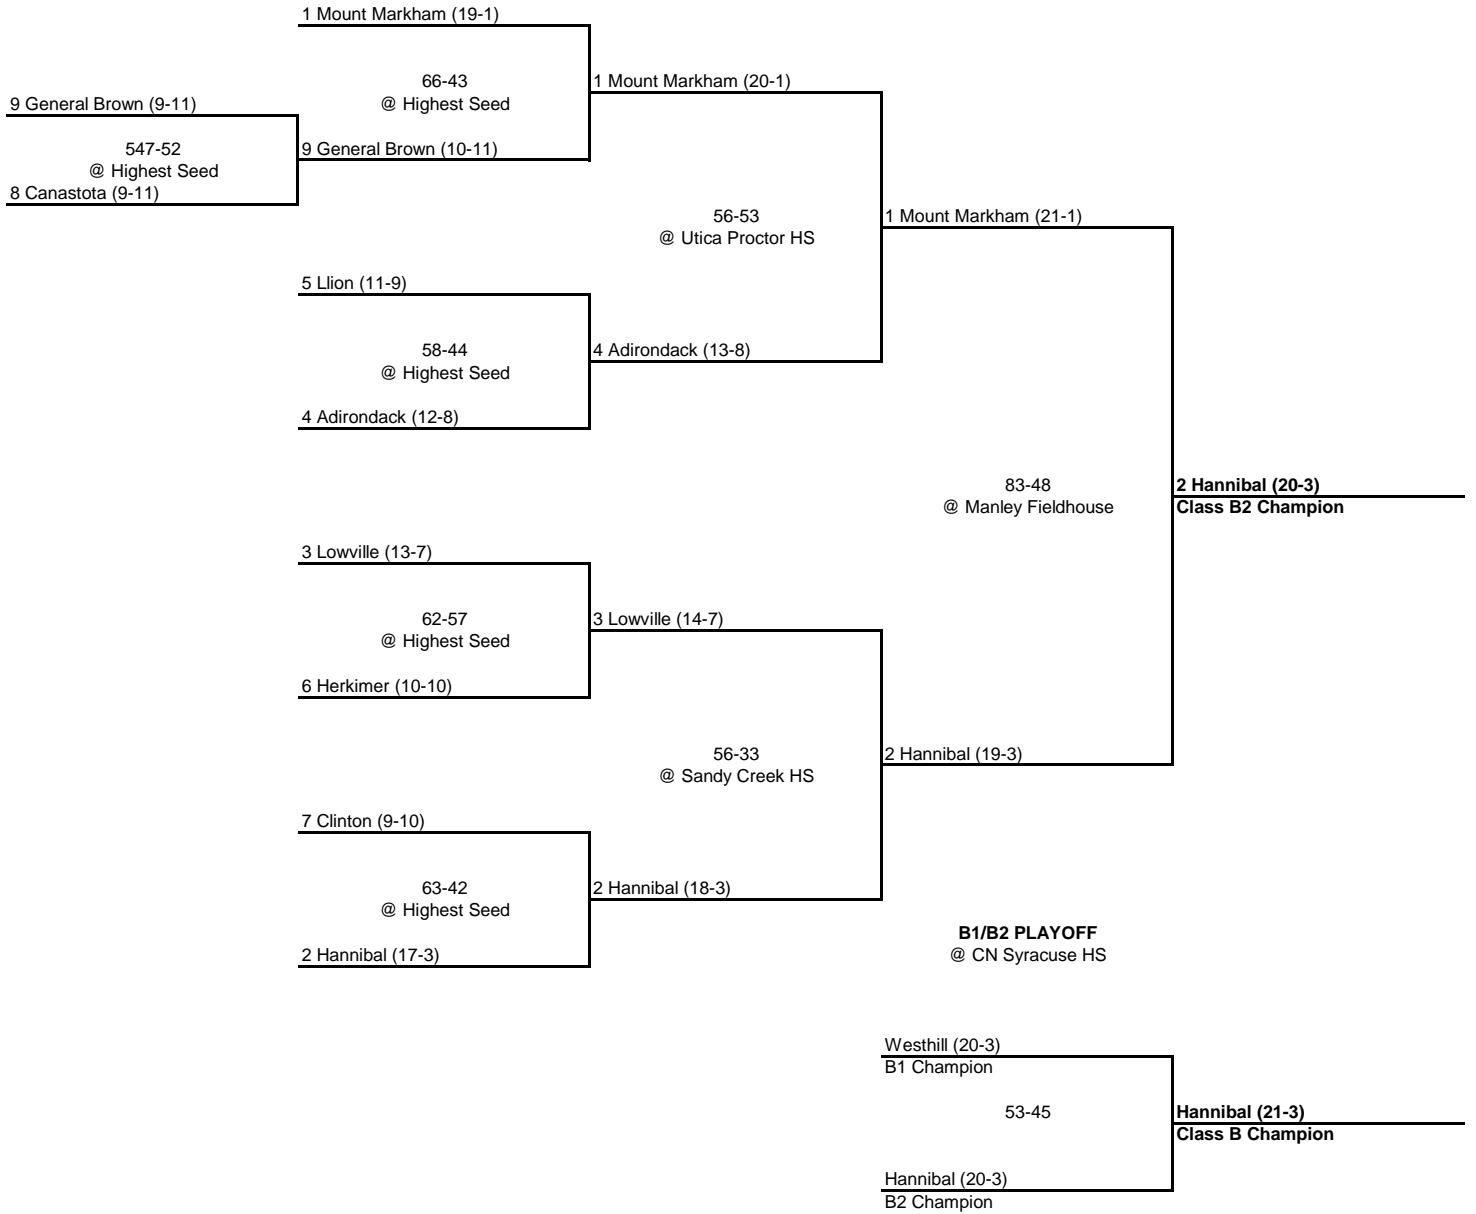 1 Mount Markham (19-1)
66-43
@ Highest Seed
1 Mount Markham (20-1)
9 General Brown (9-11)
547-52
@ Highest Seed
9 General Brown (10-11)
8 Canastota (9-11)
56-53
@ Utica Proctor HS
1 Mount Markham (21-1)
5 Llion (11-9)
58-44
@ Highest Seed
4 Adirondack (13-8)
4 Adirondack (12-8)
83-48
@ Manley Fieldhouse
2 Hannibal (20-3)
Class B2 Champion
3 Lowville (13-7)
62-57
@ Highest Seed
3 Lowville (14-7)
6 Herkimer (10-10)
56-33
@ Sandy Creek HS
2 Hannibal (19-3)
7 Clinton (9-10)
63-42
@ Highest Seed
2 Hannibal (18-3)
2 Hannibal (17-3)
B1/B2 PLAYOFF
@ CN Syracuse HS
Westhill (20-3)
B1 Champion
53-45
Hannibal (21-3)
Class B Champion
Hannibal (20-3)
B2 Champion